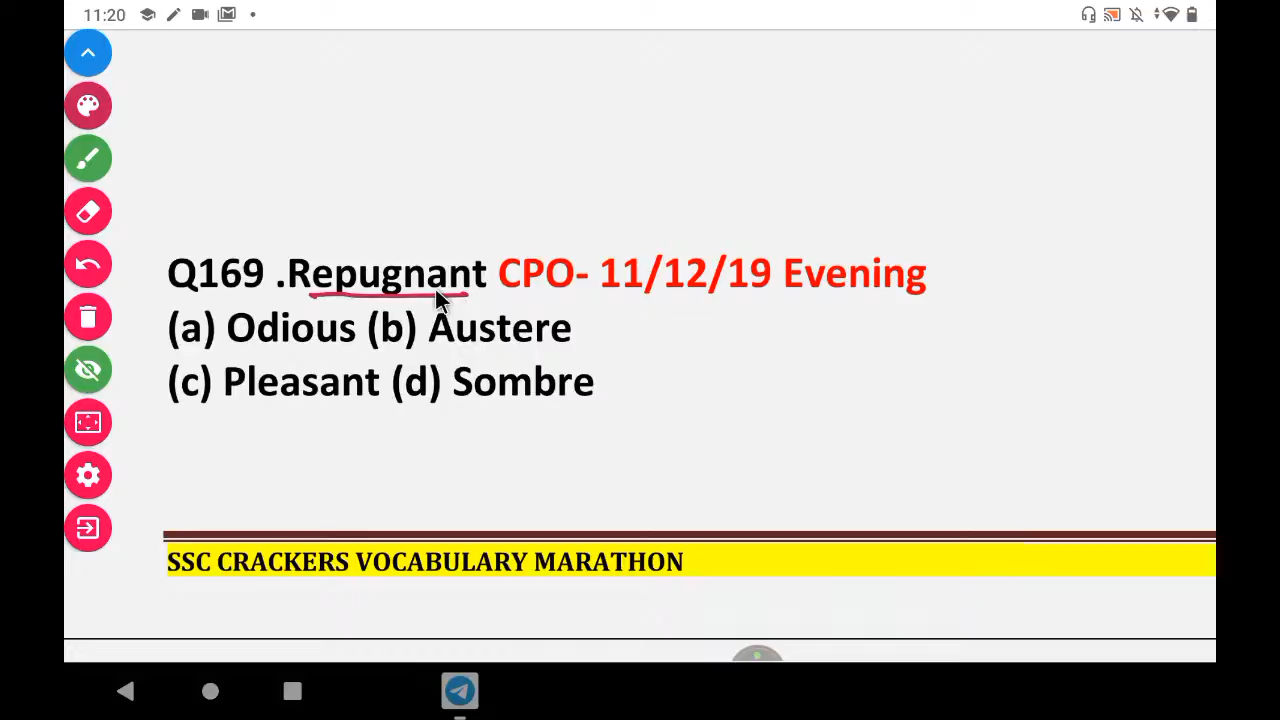 11:20
Q169 .Repugnant CPO- 11/12/19 Evening
(a) Odious (b) Austere
(c) Pleasant (d) Sombre
SSC CRACKERS VOCABULARY MARATHON